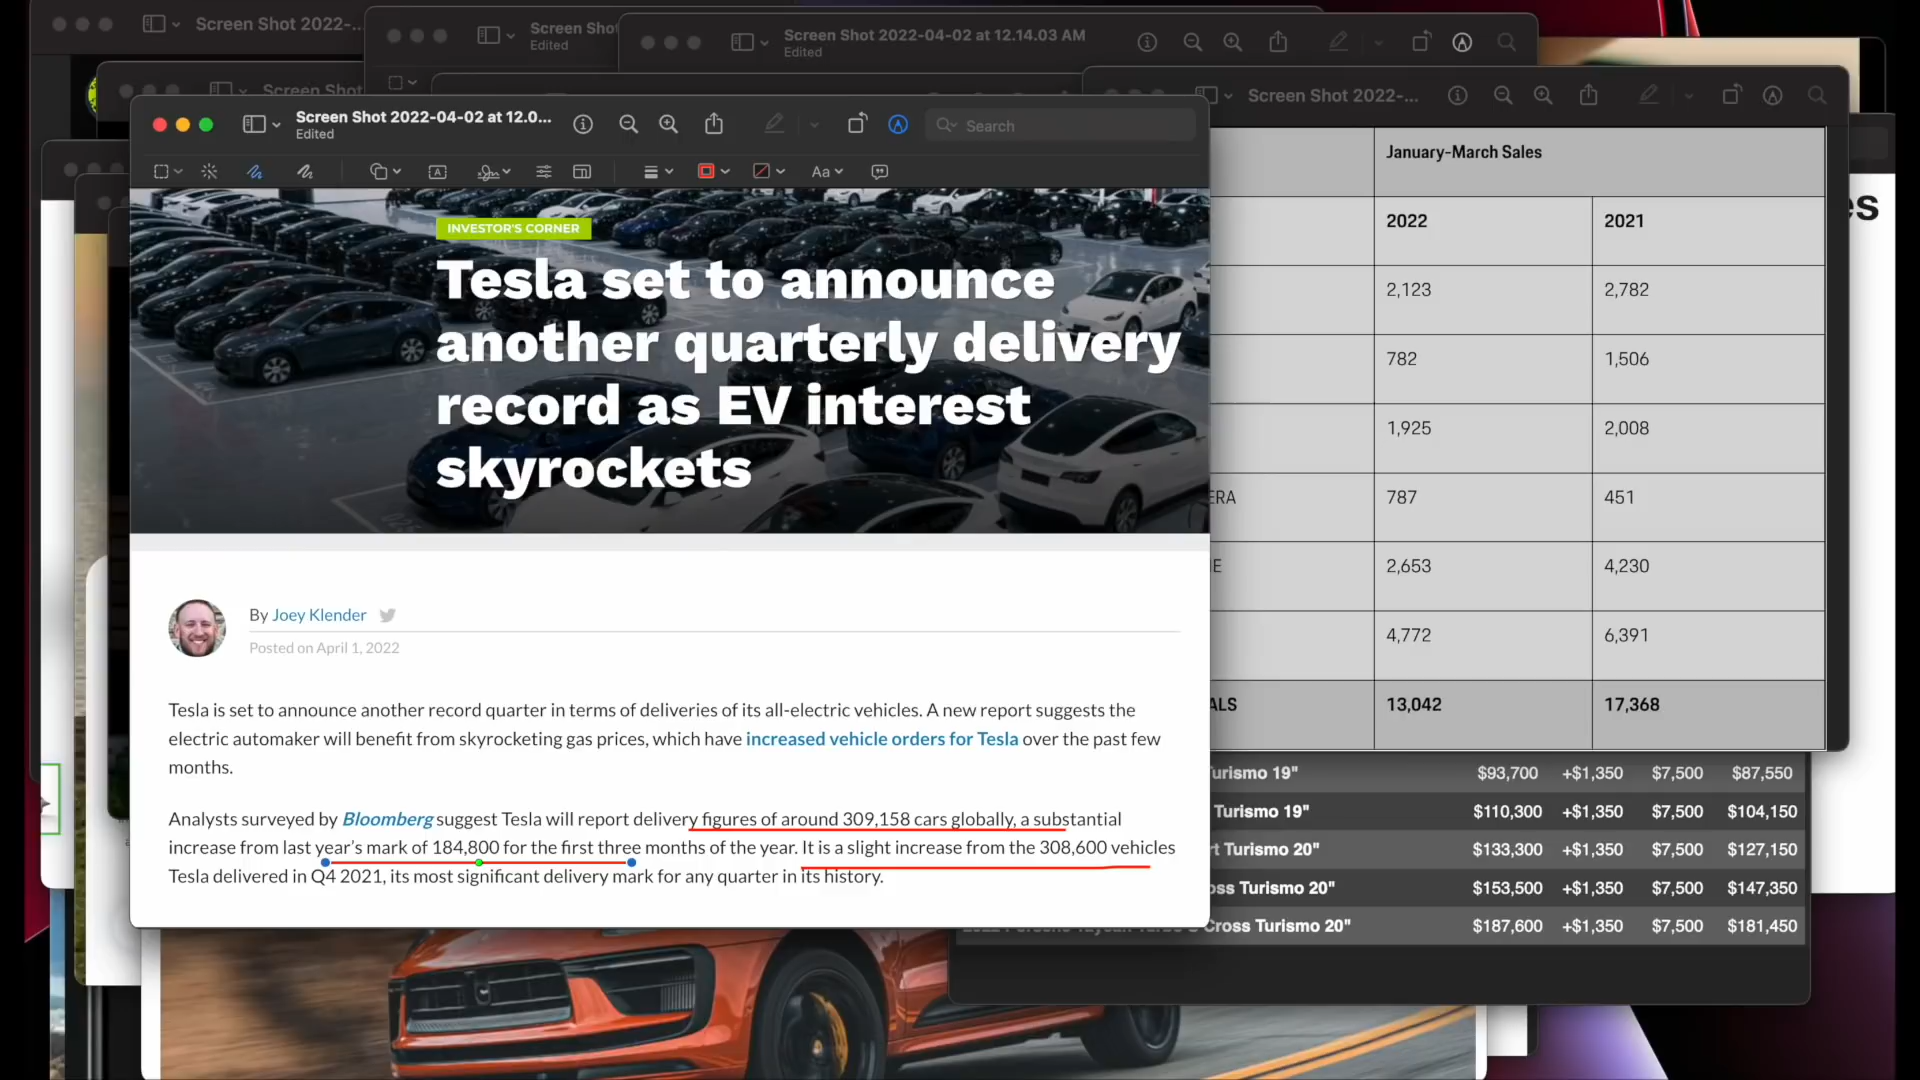 Screen Shot 2022-...
Screen Shot
Edited
Screen Shot 2022-04-02 at 12.14.03 AM
Edited
Screen Shot
Screen Shot 2022-...
Screen Shot 2022-04-02 at 12.0...
Edited
Search
Aa
INVESTOR'S CORNER
Tesla set to announce
another quarterly delivery
record as EV interest
skyrockets
By Joey Klender
Posted on April 1, 2022
Tesla is set to announce another record quarter in terms of deliveries of its all-electric vehicles. A new report suggests the
electric automaker will benefit from skyrocketing gas prices, which have increased vehicle orders for Tesla over the past few
months.
Analysts surveyed by Bloomberg suggest Tesla will report delivery figures of around 309,158 cars globally, a substantial
increase from last year's mark of 184,800 for the first three months of the year. It is a slight increase from the 308,600 vehicles
Tesla delivered in Q4 2021, its most significant delivery mark for any quarter in its history.
January-March Sales
2022 2021
2,123 2,782
782 1,506
1,925 2,008
ERA 787 451
E 2,653 4,230
4,772 6,391
ALS 13,042 17,368
es
Turismo 19" $93,700 +$1,350 $7,500 $87,550
Turismo 19" $110,300 +$1,350 $7,500 $104,150
rt Turismo 20" $133,300 +$1,350 $7,500 $127,150
oss Turismo 20" $153,500 +$1,350 $7,500 $147,350
Cross Turismo 20" $187,600 +$1,350 $7,500 $181,450